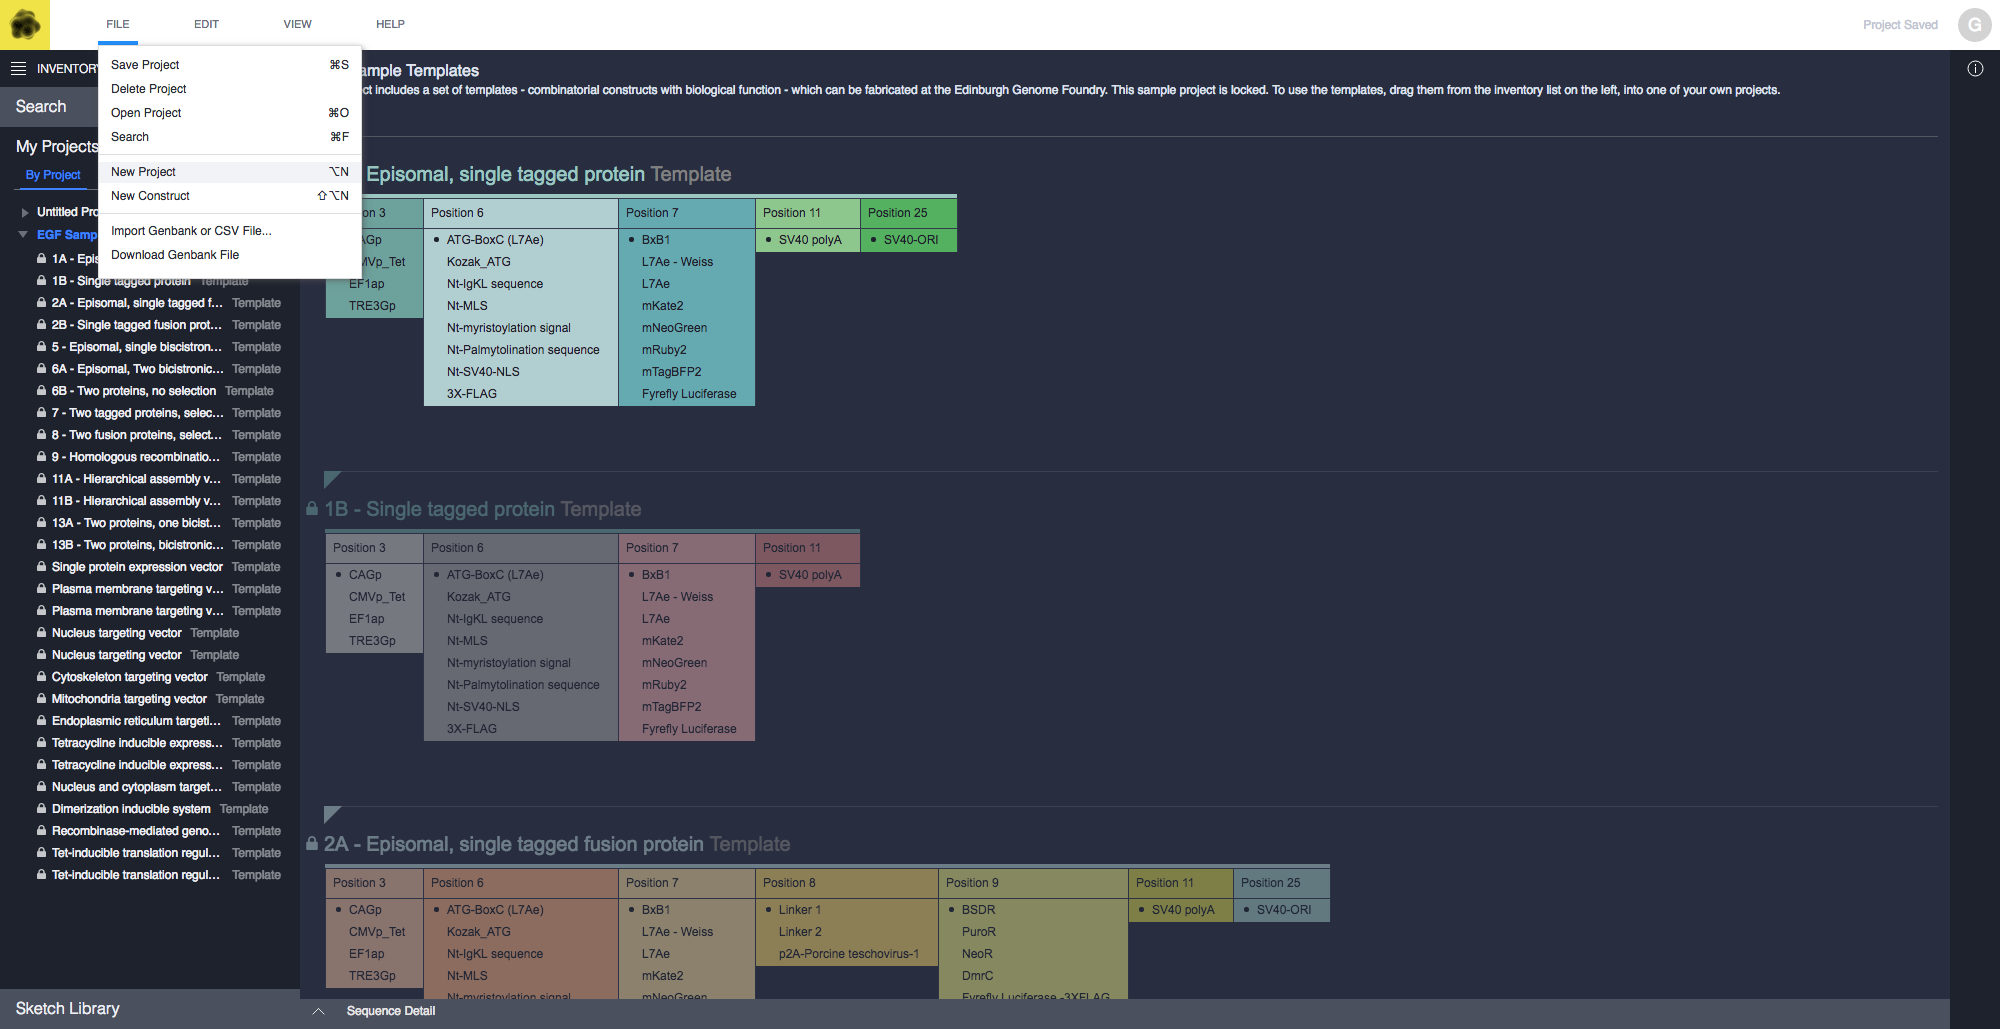 FILE EDIT VIEW HELP
Project Saved G
INVENTORY
Search
My Projects
By Project
Untitled Pro
EGF Samp
1A - Epis
1B - Single tagged protein Template
2A - Episomal, single tagged f... Template
2B - Single tagged fusion prot... Template
5 - Episomal, single biscistron... Template
6A - Episomal, Two bicistronic... Template
6B - Two proteins, no selection Template
7 - Two tagged proteins, selec... Template
8 - Two fusion proteins, select... Template
9 - Homologous recombinatio... Template
11A - Hierarchical assembly v... Template
11B - Hierarchical assembly v... Template
13A - Two proteins, one bicist... Template
13B - Two proteins, bicistronic... Template
Single protein expression vector Template
Plasma membrane targeting v... Template
Plasma membrane targeting v... Template
Nucleus targeting vector Template
Nucleus targeting vector Template
Cytoskeleton targeting vector Template
Mitochondria targeting vector Template
Endoplasmic reticulum targeti... Template
Tetracycline inducible express... Template
Tetracycline inducible express... Template
Nucleus and cytoplasm target... Template
Dimerization inducible system Template
Recombinase-mediated geno... Template
Tet-inducible translation regul... Template
Tet-inducible translation regul... Template
Sketch Library
Save Project ⌘S
Delete Project
Open Project ⌘O
Search ⌘F
New Project ⌥N
New Construct ⇧⌥N
Import Genbank or CSV File...
Download Genbank File
ample Templates
ct includes a set of templates - combinatorial constructs with biological function - which can be fabricated at the Edinburgh Genome Foundry. This sample project is locked. To use the templates, drag them from the inventory list on the left, into one of your own projects.
Episomal, single tagged protein Template
on 3 Position 6 Position 7 Position 11 Position 25
AGp ATG-BoxC (L7Ae) BxB1 SV40 polyA SV40-ORI
MVp_Tet Kozak_ATG L7Ae - Weiss
EF1ap Nt-IgKL sequence L7Ae
TRE3Gp Nt-MLS mKate2
Nt-myristoylation signal mNeoGreen
Nt-Palmytolination sequence mRuby2
Nt-SV40-NLS mTagBFP2
3X-FLAG Fyrefly Luciferase
1B - Single tagged protein Template
Position 3 Position 6 Position 7 Position 11
CAGp ATG-BoxC (L7Ae) BxB1 SV40 polyA
CMVp_Tet Kozak_ATG L7Ae - Weiss
EF1ap Nt-IgKL sequence L7Ae
TRE3Gp Nt-MLS mKate2
Nt-myristoylation signal mNeoGreen
Nt-Palmytolination sequence mRuby2
Nt-SV40-NLS mTagBFP2
3X-FLAG Fyrefly Luciferase
2A - Episomal, single tagged fusion protein Template
Position 3 Position 6 Position 7 Position 8 Position 9 Position 11 Position 25
CAGp ATG-BoxC (L7Ae) BxB1 Linker 1 BSDR SV40 polyA SV40-ORI
CMVp_Tet Kozak_ATG L7Ae - Weiss Linker 2 PuroR
EF1ap Nt-IgKL sequence L7Ae p2A-Porcine teschovirus-1 NeoR
TRE3Gp Nt-MLS mKate2 DmrC
Nt-myristoylation signal mNeoGreen Fyrefly Luciferase -3XFLAG
Sequence Detail